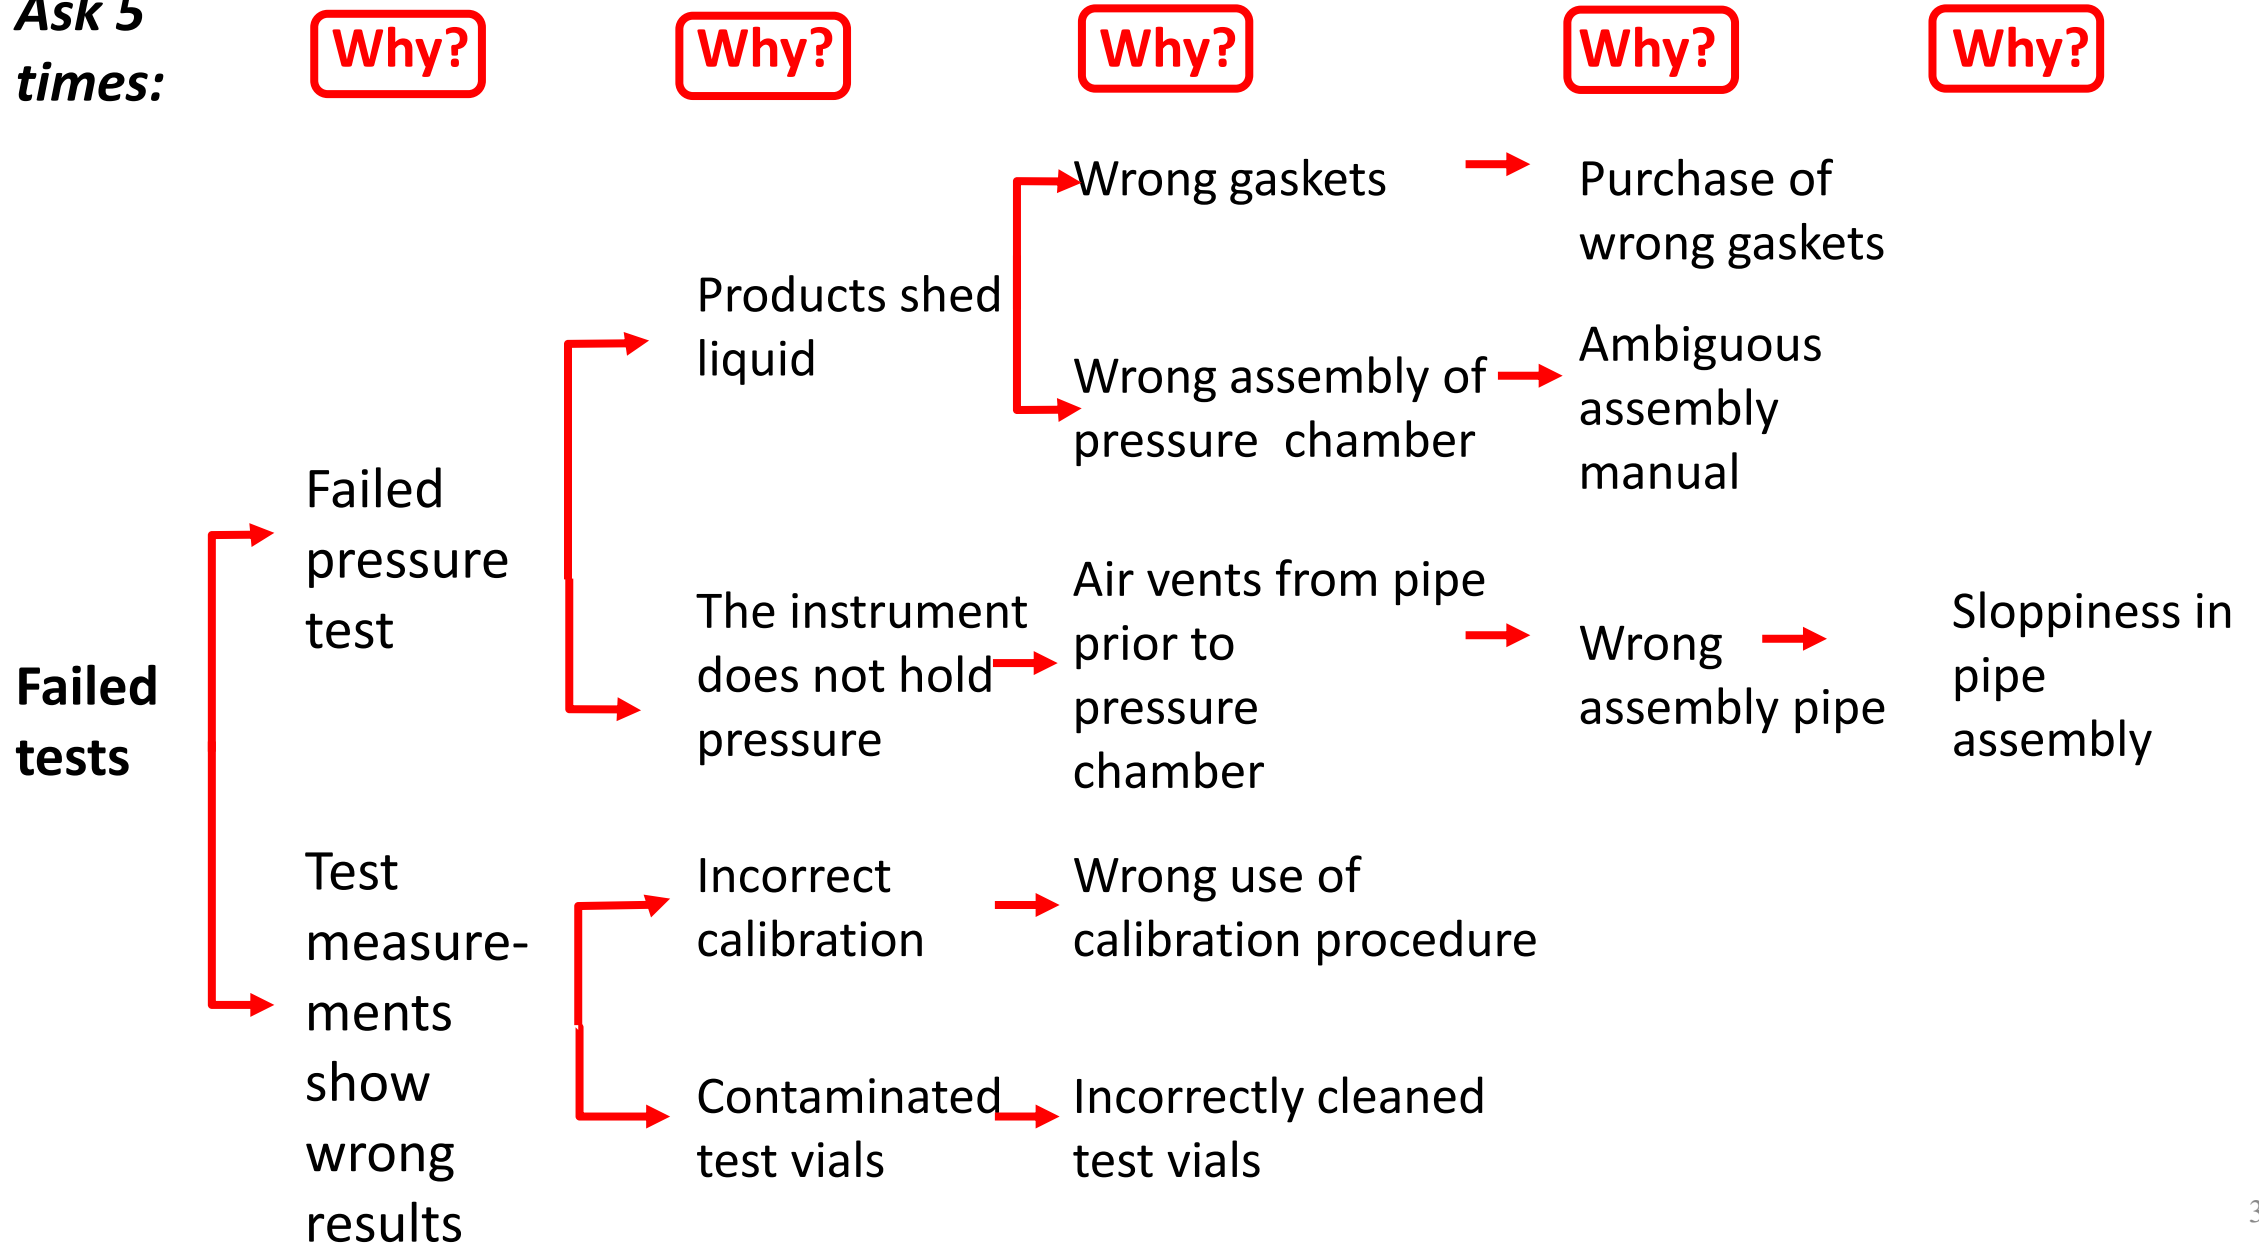 Ask 5
times:
Why?
Why?
Why?
Why?
Why?
Failed
tests
Failed
pressure
test
Test
measure-
ments
show
wrong
results
Products shed
liquid
The instrument
does not hold
pressure
Incorrect
calibration
Contaminated
test vials
Wrong gaskets
Wrong assembly of
pressure chamber
Air vents from pipe
prior to
pressure
chamber
Wrong use of
calibration procedure
Incorrectly cleaned
test vials
Purchase of
wrong gaskets
Ambiguous
assembly
manual
Wrong
assembly pipe
Sloppiness in
pipe
assembly
3